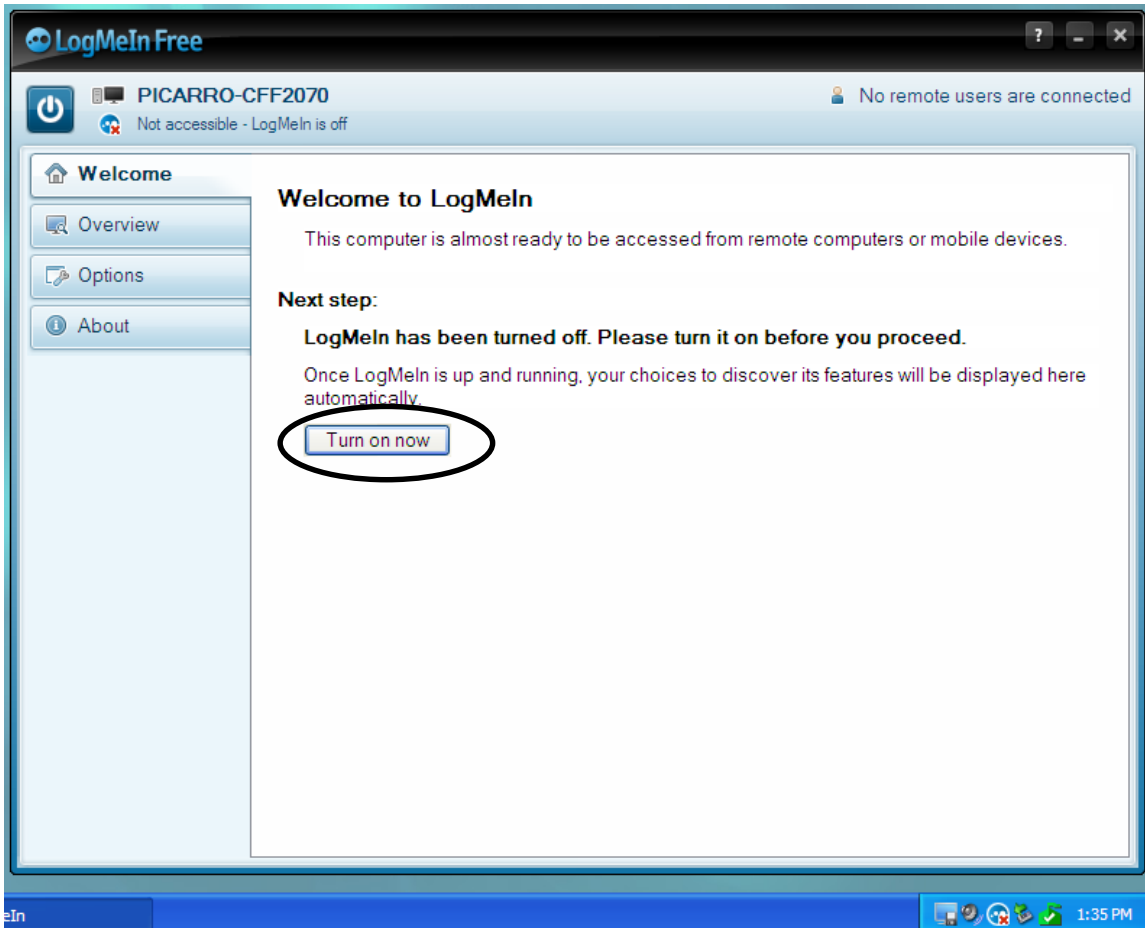 LogMeIn Free
?
PICARRO-CFF2070
No remote users are connected
Not accessible - LogMeIn is off
Welcome
Overview
Options
About
Welcome to LogMeIn
This computer is almost ready to be accessed from remote computers or mobile devices.
Next step:
LogMeIn has been turned off. Please turn it on before you proceed.
Once LogMeIn is up and running, your choices to discover its features will be displayed here
automatically.
Turn on now
eIn
1:35 PM